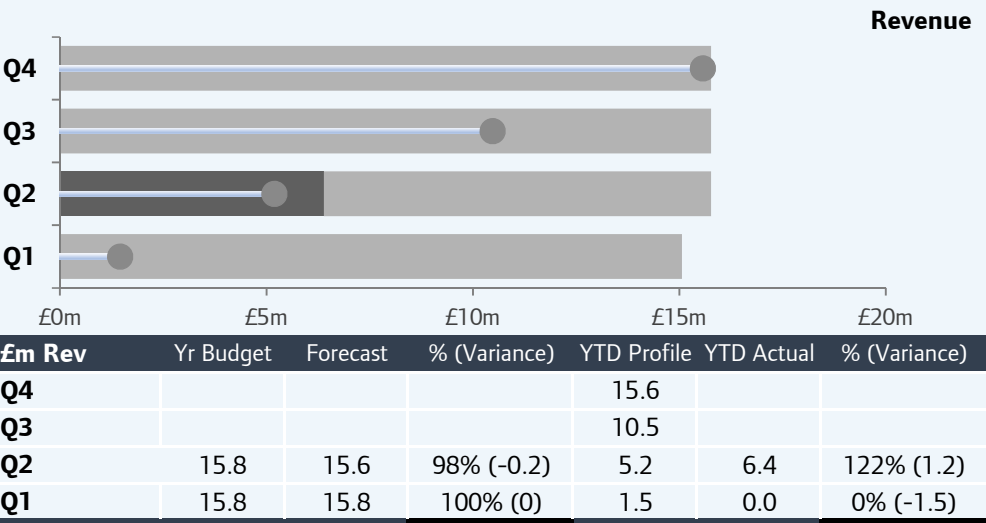 Revenue
Q4
Q3
Q2
Q1
£0m £5m £10m £15m £20m
£m Rev Yr Budget Forecast % (Variance) YTD Profile YTD Actual % (Variance)
Q4 15.6
Q3 10.5
Q2 15.8 15.6 98% (-0.2) 5.2 6.4 122% (1.2)
Q1 15.8 15.8 100% (0) 1.5 0.0 0% (-1.5)